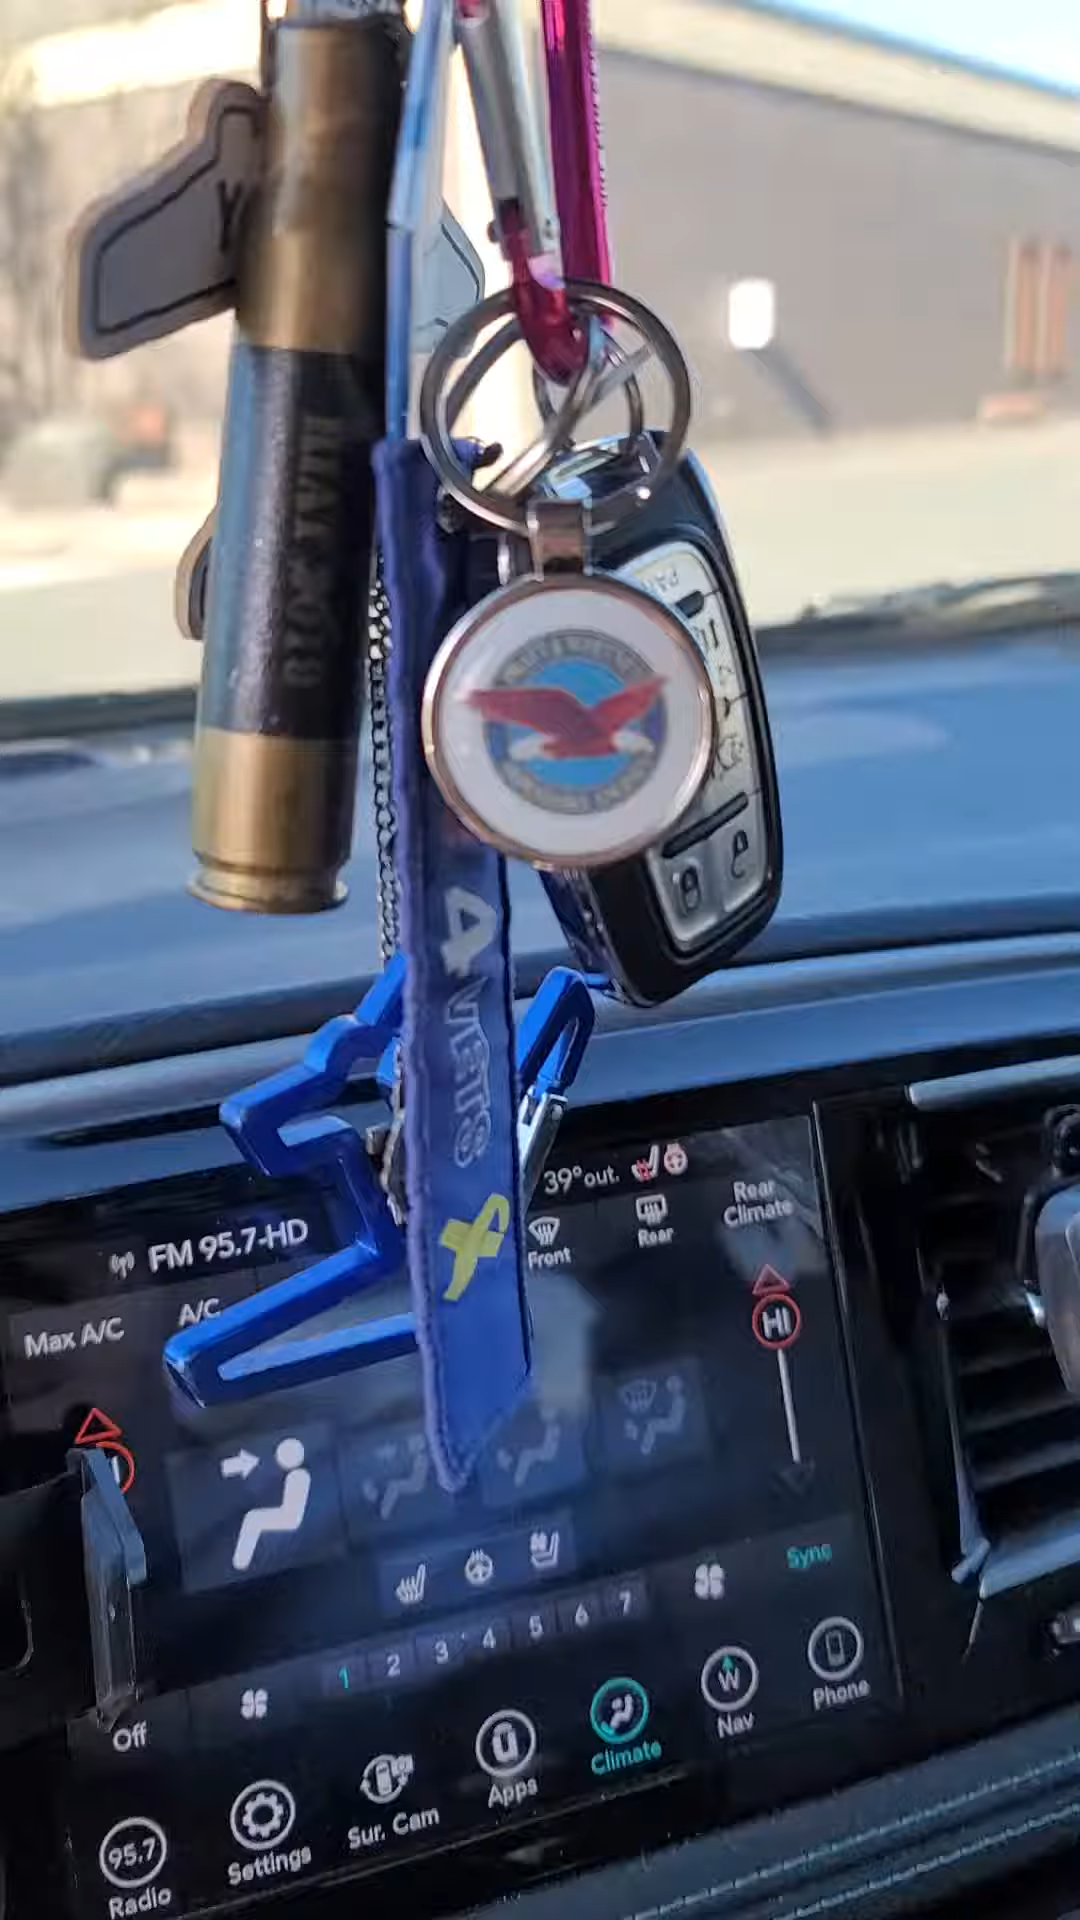 4 VETS
39°out.
FM 95.7-HD
Front
Rear
Rear
Climate
Max A/C
A/C
HI
Sync
1 2 3 4 5 6 7
Off
95.7
Radio
Settings
Sur. Cam
Apps
Climate
W
Nav
Phone